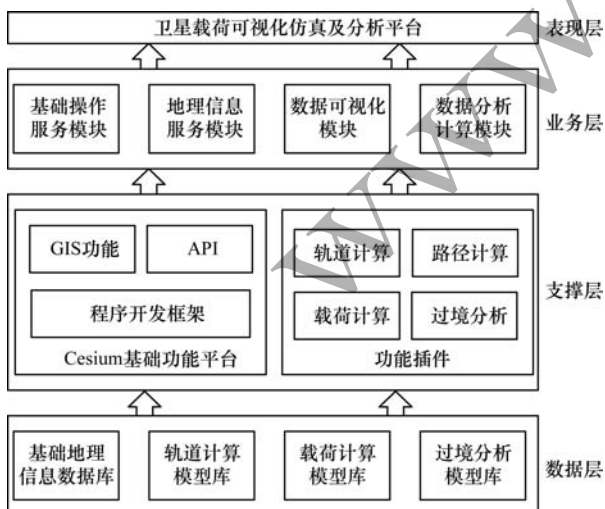 卫星载荷可视化仿真及分析平台
表现层
基础操作
服务模块
地理信息
服务模块
数据可视化
模块
数据分析
计算模块
业务层
GIS功能
API
程序开发框架
Cesium基础功能平台
轨道计算
路径计算
载荷计算
过境分析
功能插件
支撑层
基础地理
信息数据库
轨道计算
模型库
载荷计算
模型库
过境分析
模型库
数据层
WWW